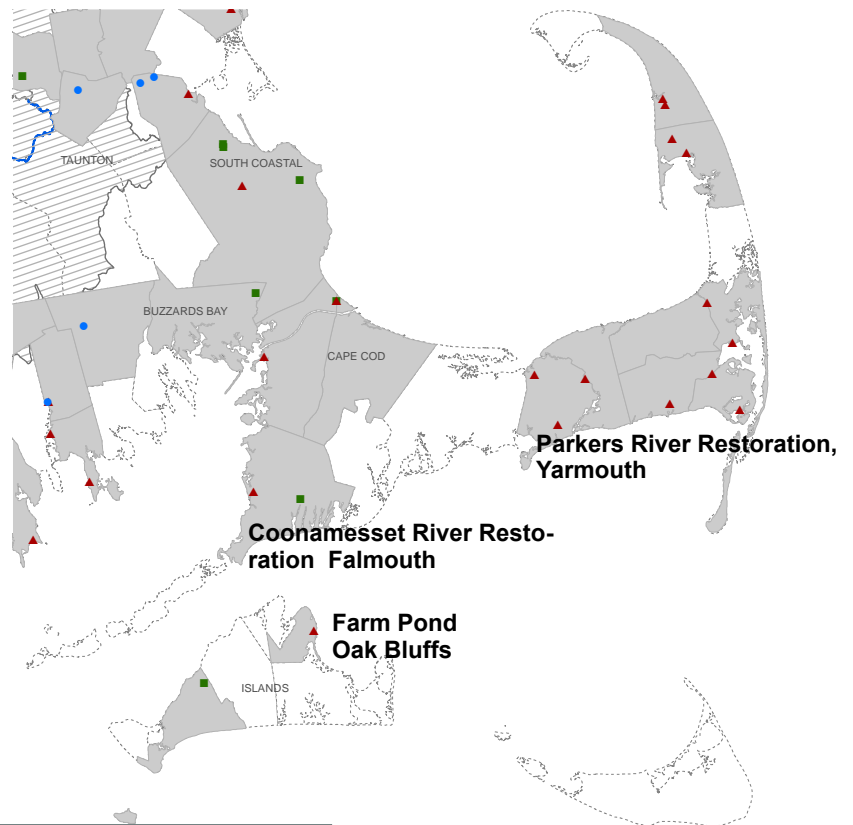 TAUNTON
SOUTH COASTAL
BUZZARDS BAY
CAPE COD
Parkers River Restoration,
Yarmouth
Coonamesset River Resto-
ration Falmouth
Farm Pond
Oak Bluffs
ISLANDS